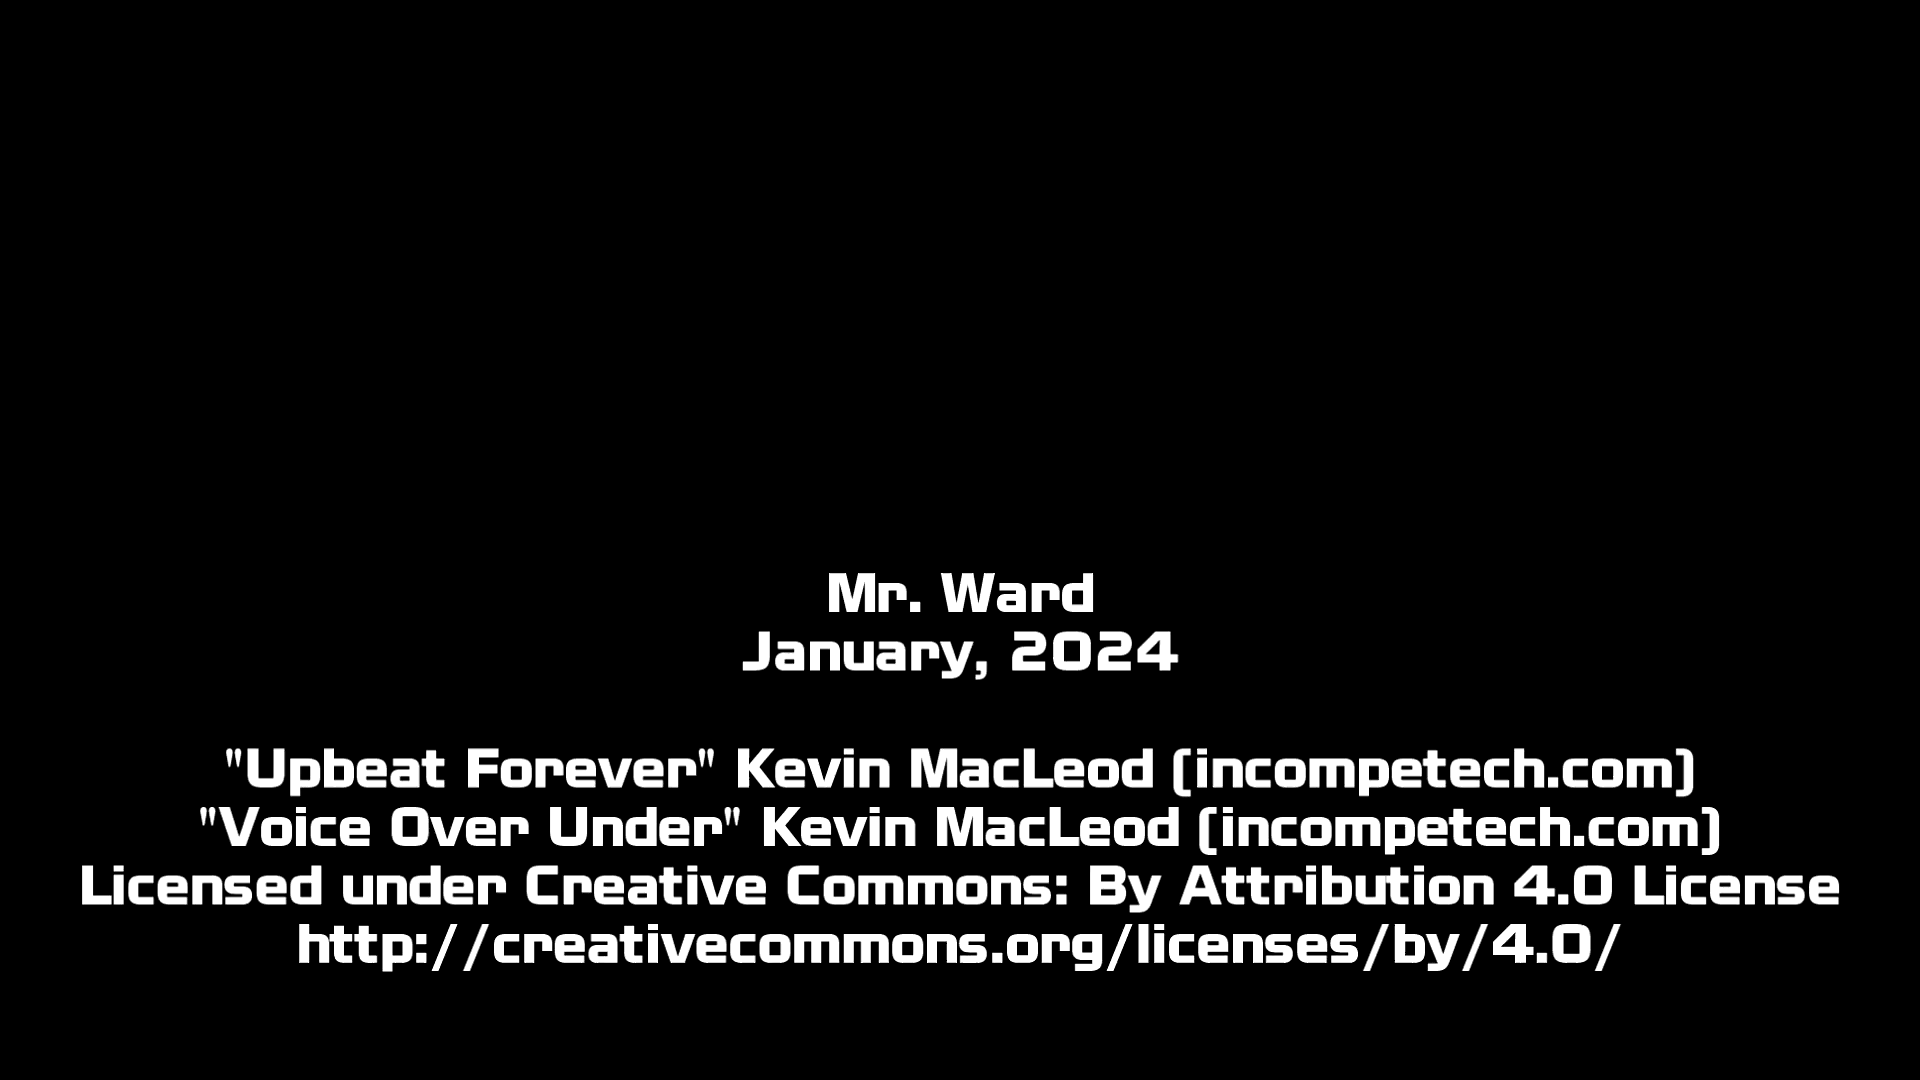 Mr. Ward
January, 2024
"Upbeat Forever" Kevin MacLeod (incompetech.com)
"Voice Over Under" Kevin MacLeod (incompetech.com)
Licensed under Creative Commons: By Attribution 4.0 License
http://creativecommons.org/licenses/by/4.0/